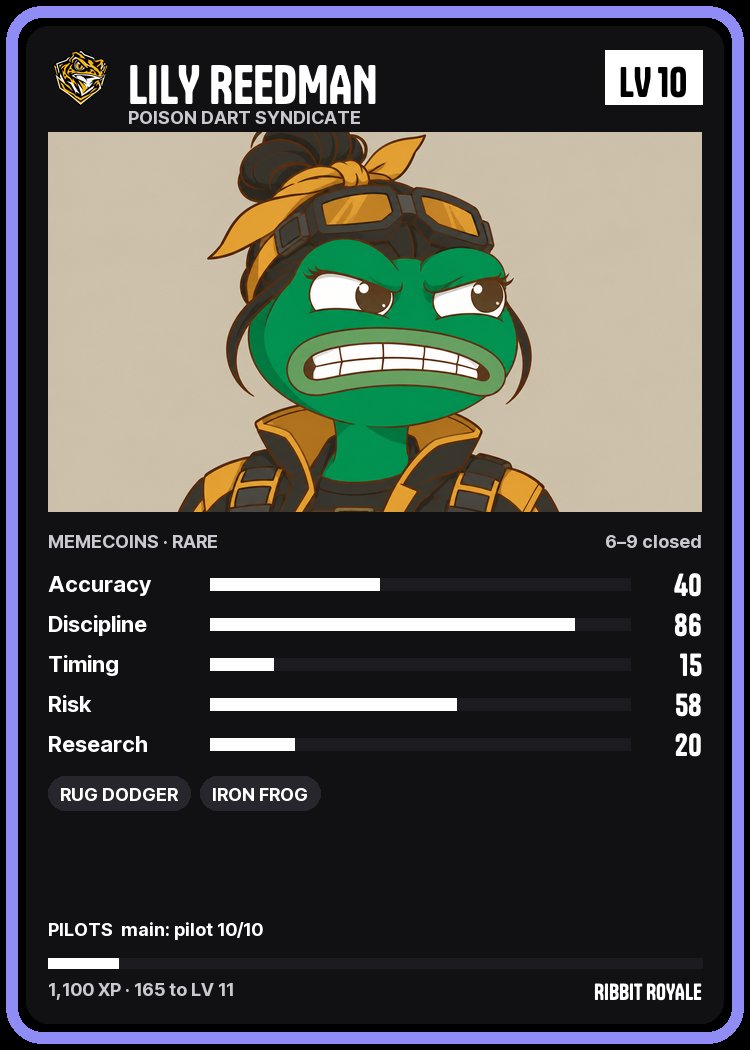 LILY REEDMAN
LV 10
POISON DART SYNDICATE
MEMECOINS · RARE
6–9 closed
Accuracy 40
Discipline 86
Timing 15
Risk 58
Research 20
RUG DODGER IRON FROG
PILOTS main: pilot 10/10
1,100 XP · 165 to LV 11
RIBBIT ROYALE